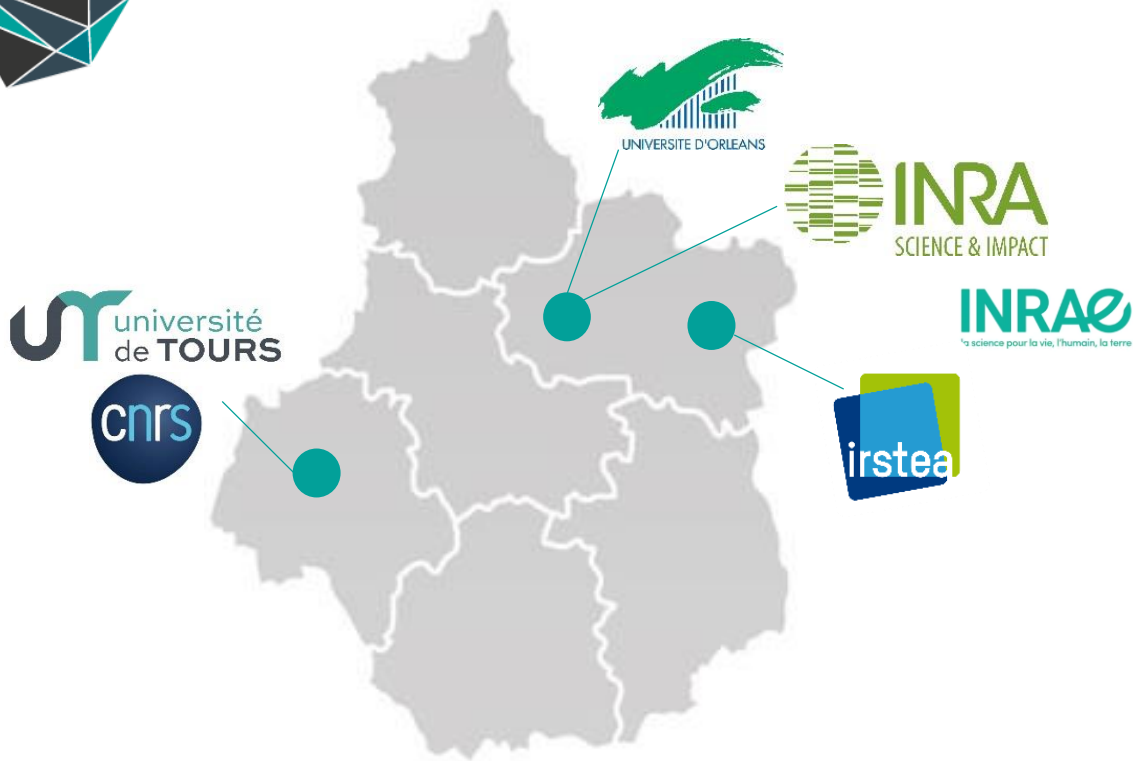 UNIVERSITE D'ORLEANS
INRA
SCIENCE & IMPACT
INRAE
la science pour la vie, l'humain, la terre
UT université
de TOURS
cnrs
irstea